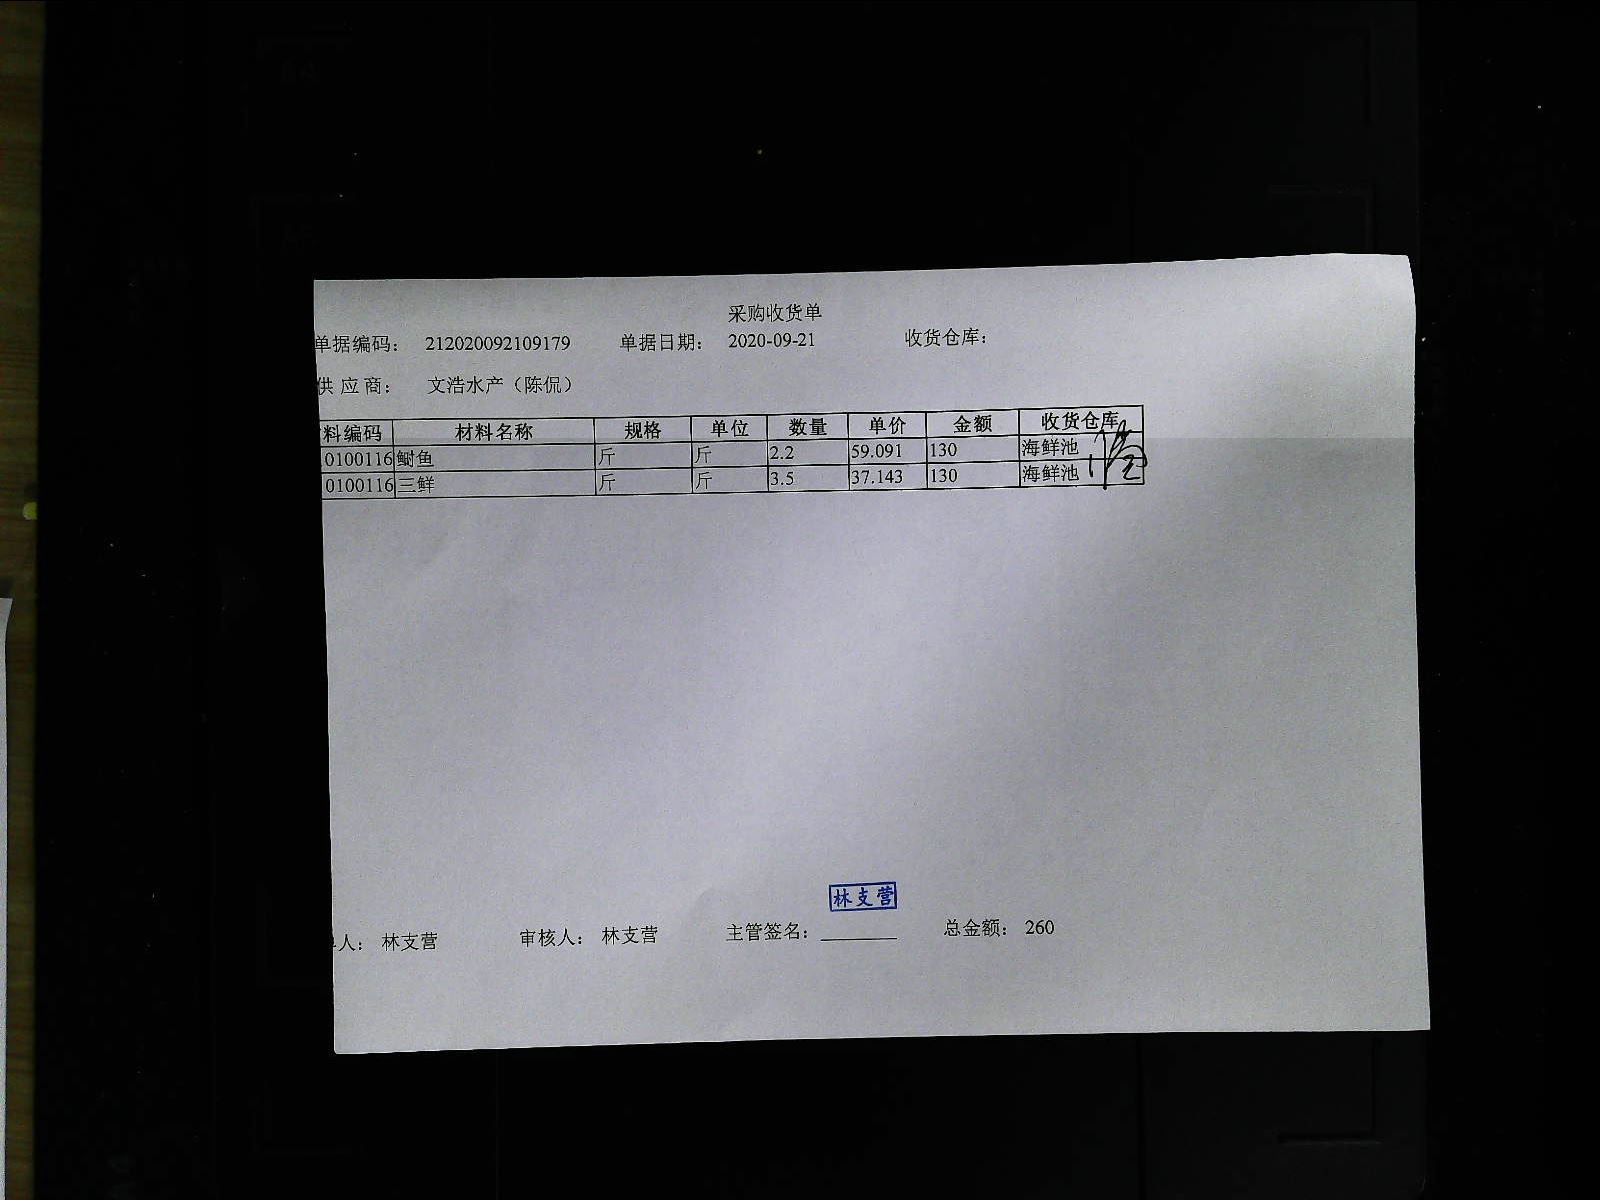 采购收货单
单据编码： 212020092109179 单据日期： 2020-09-21 收货仓库：
供应商： 文浩水产（陈侃）
料编码 材料名称 规格 单位 数量 单价 金额 收货仓库
0100116 鲥鱼 斤 斤 2.2 59.091 130 海鲜池
0100116 三鲜 斤 斤 3.5 37.143 130 海鲜池
林支营
人： 林支营 审核人： 林支营 主管签名： 总金额： 260